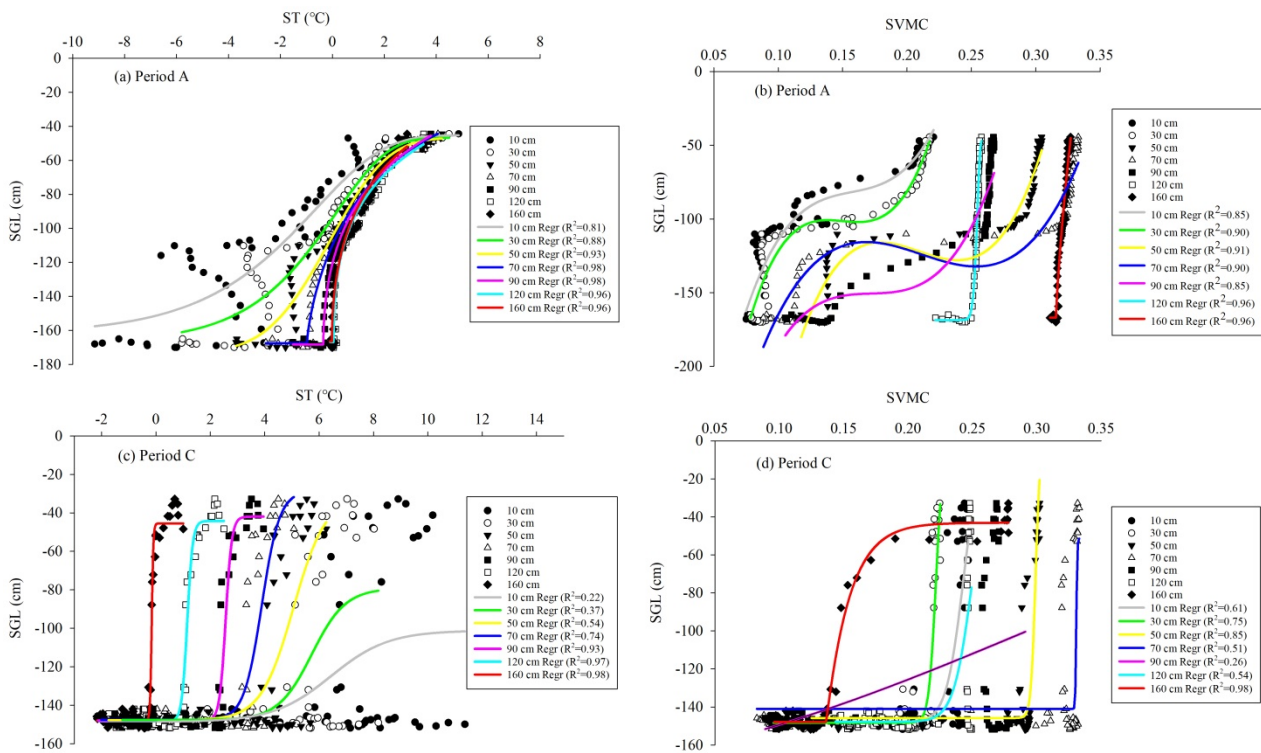 ST (°C)
-10 -8 -6 -4 -2 0 2 4 6 8
0
-20
-40
-60
-80
-100
-120
-140
-160
-180
SGL (cm)
(a) Period A
10 cm
30 cm
50 cm
70 cm
90 cm
120 cm
160 cm
10 cm Regr (R²=0.81)
30 cm Regr (R²=0.88)
50 cm Regr (R²=0.93)
70 cm Regr (R²=0.98)
90 cm Regr (R²=0.98)
120 cm Regr (R²=0.96)
160 cm Regr (R²=0.96)
SVMC
0.05 0.10 0.15 0.20 0.25 0.30 0.35
0
-50
-100
-150
-200
SGL (cm)
(b) Period A
10 cm
30 cm
50 cm
70 cm
90 cm
120 cm
160 cm
10 cm Regr (R²=0.85)
30 cm Regr (R²=0.90)
50 cm Regr (R²=0.91)
70 cm Regr (R²=0.90)
90 cm Regr (R²=0.85)
120 cm Regr (R²=0.96)
160 cm Regr (R²=0.96)
ST (°C)
-2 0 2 4 6 8 10 12 14
0
-20
-40
-60
-80
-100
-120
-140
-160
SGL (cm)
(c) Period C
10 cm
30 cm
50 cm
70 cm
90 cm
120 cm
160 cm
10 cm Regr (R²=0.22)
30 cm Regr (R²=0.37)
50 cm Regr (R²=0.54)
70 cm Regr (R²=0.74)
90 cm Regr (R²=0.93)
120 cm Regr (R²=0.97)
160 cm Regr (R²=0.98)
SVMC
0.05 0.10 0.15 0.20 0.25 0.30 0.35
0
-20
-40
-60
-80
-100
-120
-140
-160
SGL (cm)
(d) Period C
10 cm
30 cm
50 cm
70 cm
90 cm
120 cm
160 cm
10 cm Regr (R²=0.61)
30 cm Regr (R²=0.75)
50 cm Regr (R²=0.85)
70 cm Regr (R²=0.51)
90 cm Regr (R²=0.26)
120 cm Regr (R²=0.54)
160 cm Regr (R²=0.98)